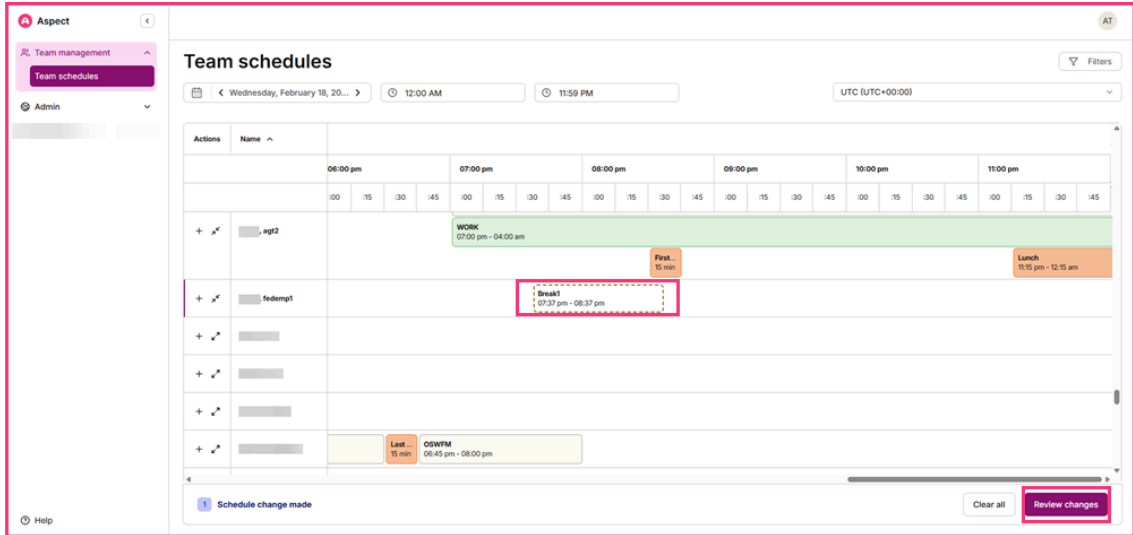 Aspect
AT
Team management
Team schedules
Admin
Team schedules
Filters
Wednesday, February 18, 20...
12:00 AM
11:59 PM
UTC (UTC+00:00)
Actions Name
06:00 pm 07:00 pm 08:00 pm 09:00 pm 10:00 pm 11:00 pm
:00 :15 :30 :45 :00 :15 :30 :45 :00 :15 :30 :45 :00 :15 :30 :45 :00 :15 :30 :45 :00 :15 :30 :45
, agt2
WORK
07:00 pm - 04:00 am
First...
15 min
Lunch
11:15 pm - 12:15 am
, fedemp1
Break1
07:37 pm - 08:37 pm
Last ...
15 min
OSWFM
06:45 pm - 08:00 pm
1 Schedule change made
Clear all
Review changes
Help